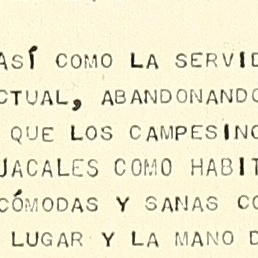 ASÍ COMO LA SERVID
CTUAL, ABANDONANDO
QUE LOS CAMPESINO
JACALES COMO HABIT
CÓMODAS Y SANAS CO
LUGAR Y LA MANO D